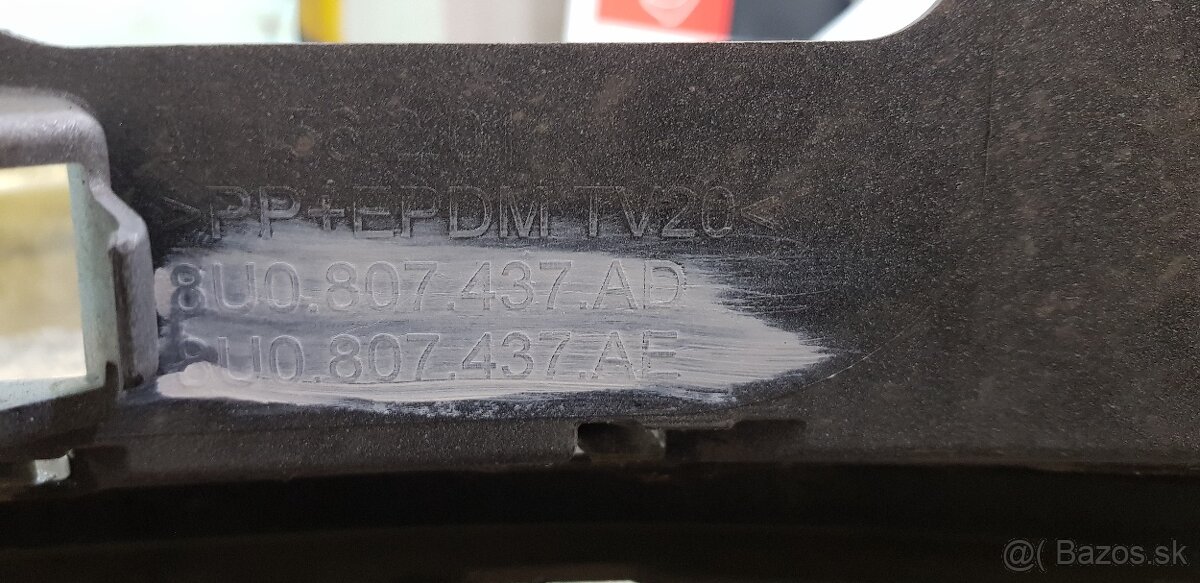 >PP+EPDM TV20<
8U0.807.437.AD
8U0.807.437.AE
@( Bazos.sk